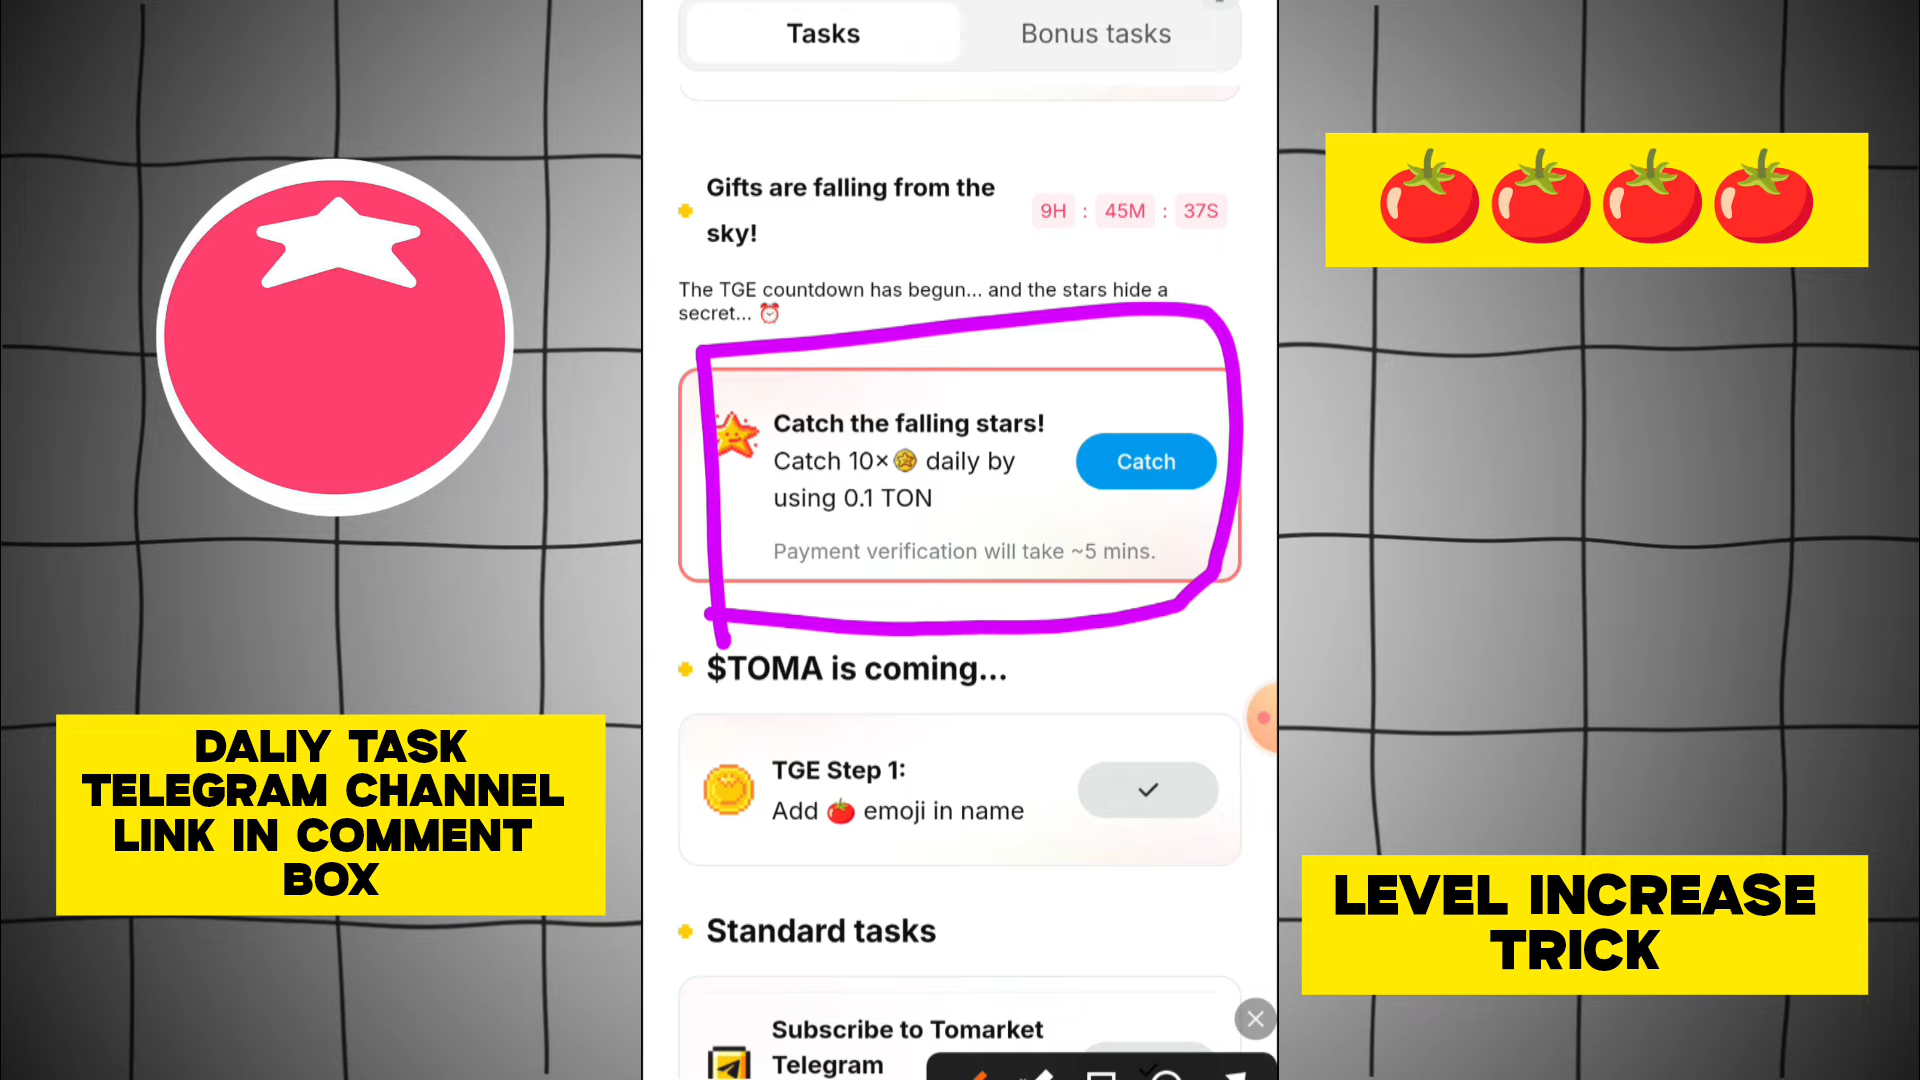 Tasks
Bonus tasks
Gifts are falling from the
sky!
9H : 45M : 37S
The TGE countdown has begun... and the stars hide a
secret... ⏰
Catch the falling stars!
Catch 10× daily by
using 0.1 TON
Catch
Payment verification will take ~5 mins.
$TOMA is coming...
TGE Step 1:
Add 🍅 emoji in name
Standard tasks
Subscribe to Tomarket
Telegram
DALIY TASK
TELEGRAM CHANNEL
LINK IN COMMENT
BOX
🍅🍅🍅🍅
LEVEL INCREASE
TRICK